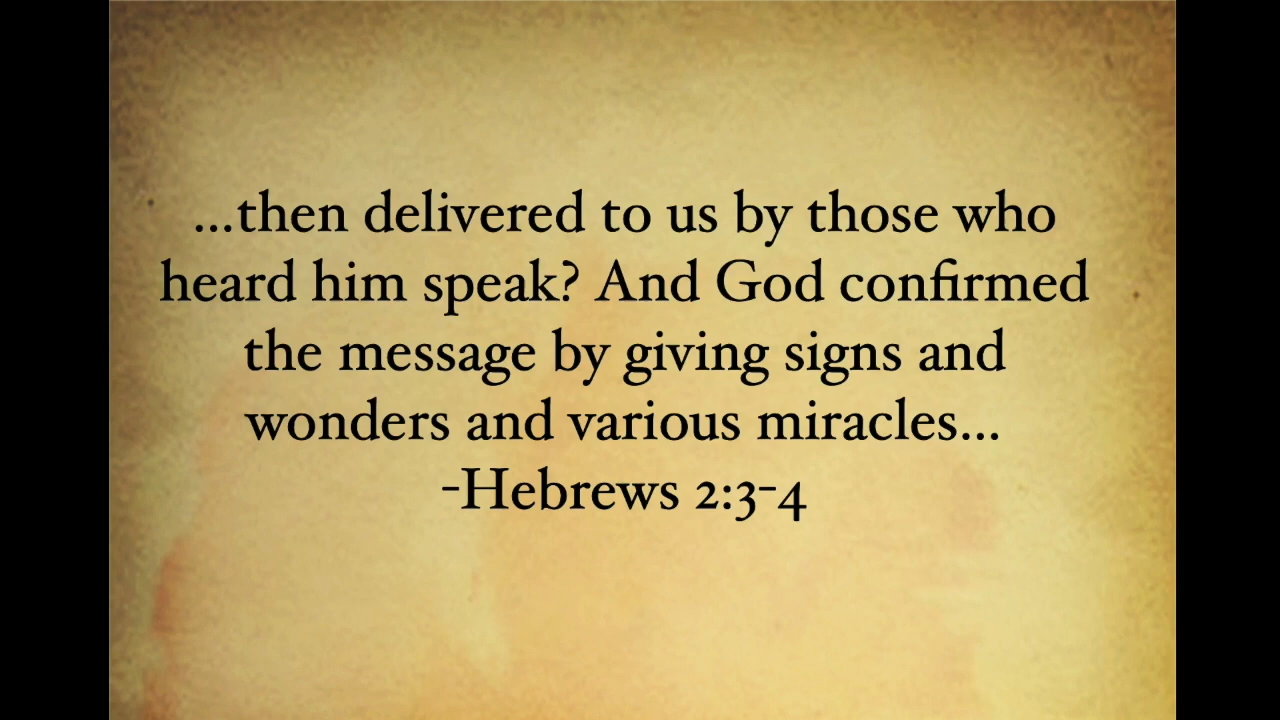 ...then delivered to us by those who
heard him speak? And God confirmed
the message by giving signs and
wonders and various miracles...
-Hebrews 2:3-4